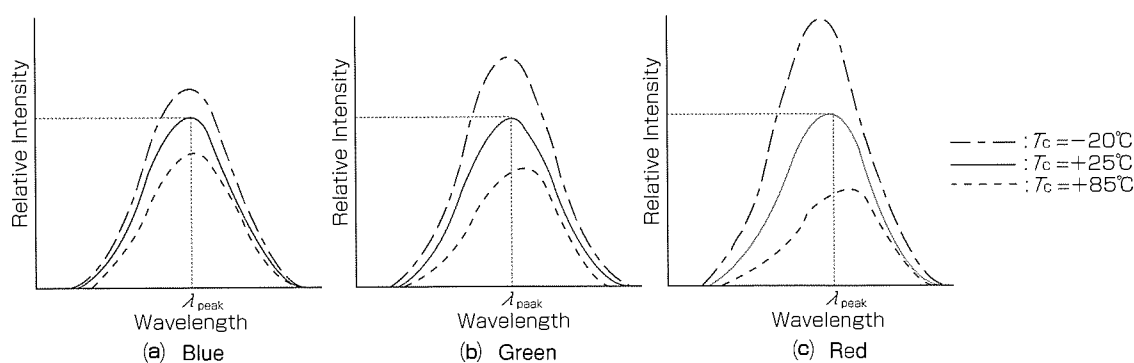 Relative Intensity
λpeak
Wavelength
(a) Blue
Relative Intensity
λpaak
Wavelength
(b) Green
Relative Intensity
λpeak
Wavelength
(c) Red
: Tc=−20℃
: Tc=+25℃
: Tc=+85℃